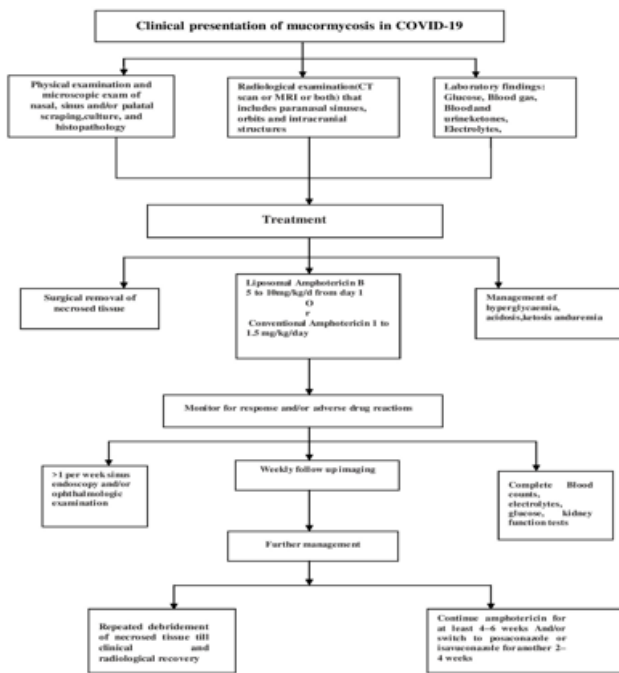 Clinical presentation of mucormycosis in COVID-19
Physical examination and
microscopic exam of
nasal, sinus and/or palatal
scraping,culture, and
histopathology
Radiological examination(CT
scan or MRI or both) that
includes paranasal sinuses,
orbits and intracranial
structures
Laboratory findings:
Glucose, Blood gas,
Bloodand
urineketones,
Electrolytes,
Treatment
Surgical removal of
necrosed tissue
Liposomal Amphotericin B
5 to 10mg/kg/d from day 1
O
r
Conventional Amphotericin 1 to
1.5 mg/kg/day
Management of
hyperglycaemia,
acidosis,ketosis anduremia
Monitor for response and/or adverse drug reactions
>1 per week sinus
endoscopy and/or
ophthalmologic
examination
Weekly follow up imaging
Complete Blood
counts,
electrolytes,
glucose, kidney
function tests
Further management
Repeated debridement
of necrosed tissue till
clinical and
radiological recovery
Continue amphotericin for
at least 4–6 weeks And/or
switch to posaconazole or
isavuconazole for another 2–
4 weeks